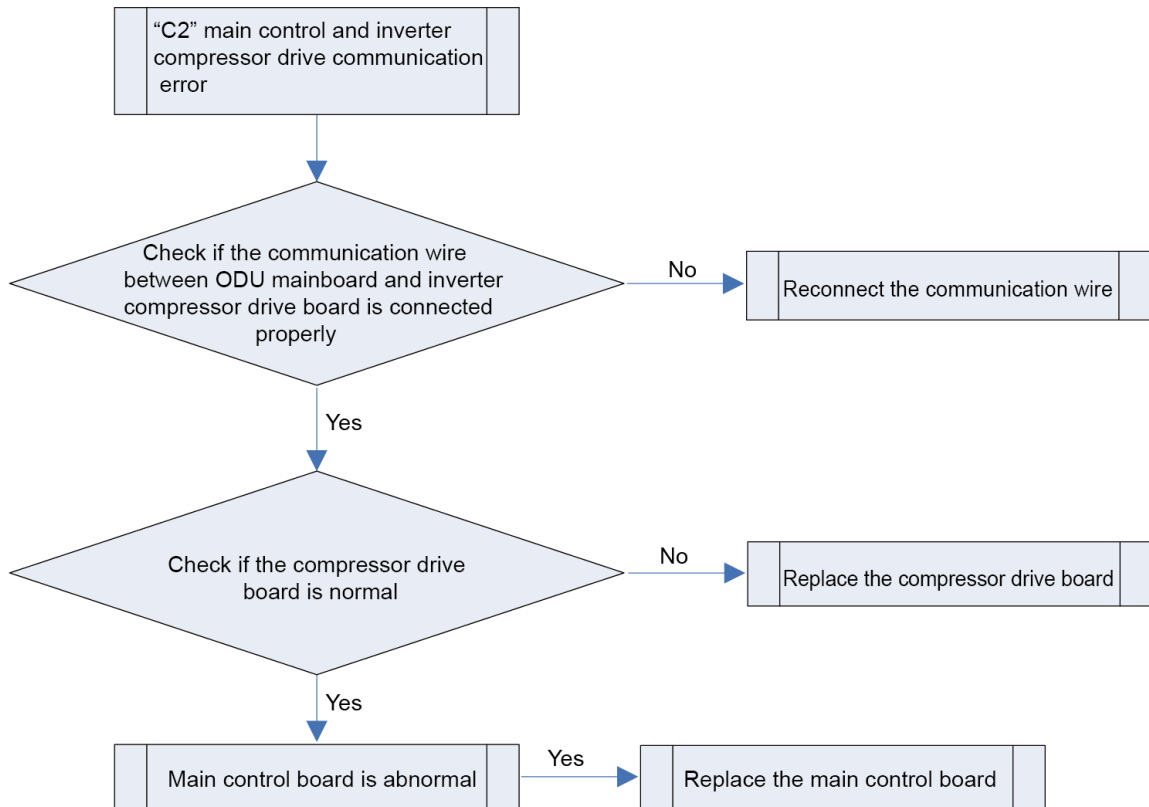 “C2” main control and inverter
compressor drive communication
error
Check if the communication wire
between ODU mainboard and inverter
compressor drive board is connected
properly
No
Reconnect the communication wire
Yes
Check if the compressor drive
board is normal
No
Replace the compressor drive board
Yes
Main control board is abnormal
Yes
Replace the main control board